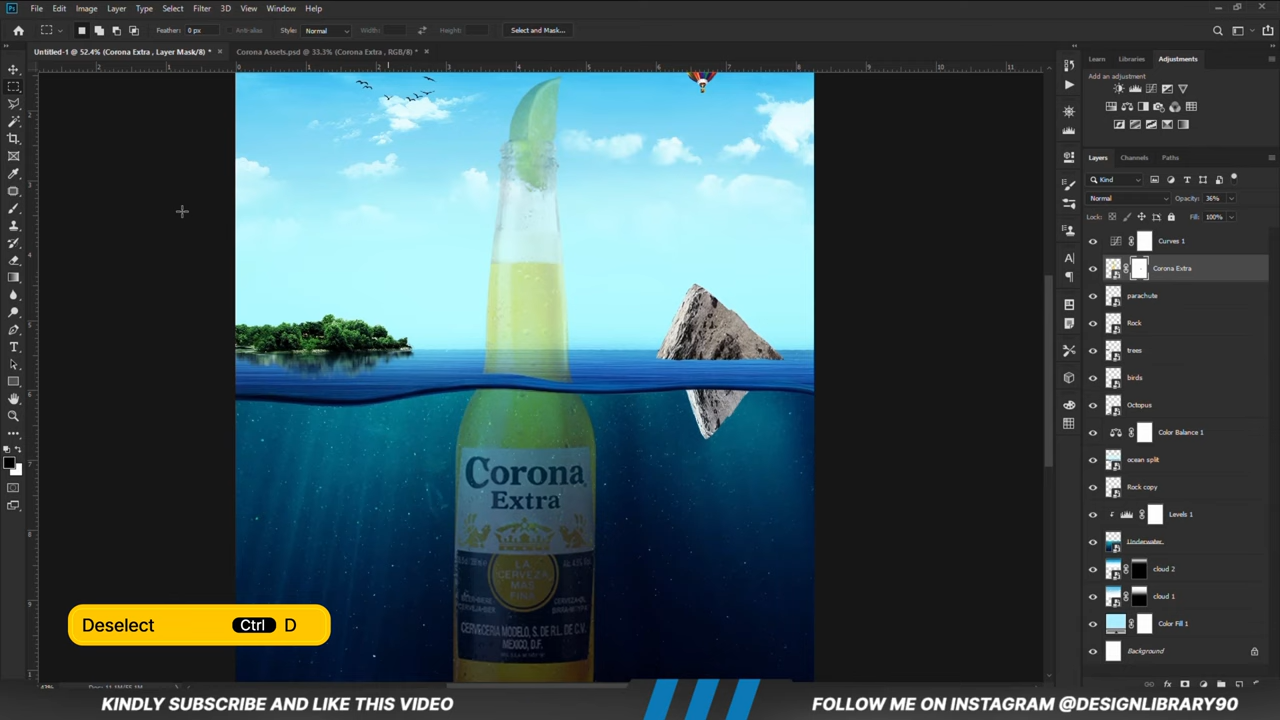 File Edit Image Layer Type Select Filter 3D View Window Help
Feather: 0 px Anti-alias Style: Normal Width: Height: Select and Mask...
Untitled-1 @ 52.4% (Corona Extra , Layer Mask/8) * × Corona Assets.psd @ 33.3% (Corona Extra , RGB/8) * ×
Learn Libraries Adjustments
Add an adjustment
Layers Channels Paths
Kind
Normal Opacity: 36%
Lock: Fill: 100%
Curves 1
Corona Extra
parachute
Rock
trees
birds
Octopus
Color Balance 1
ocean split
Rock copy
Levels 1
Underwater
cloud 2
cloud 1
Color Fill 1
Background
Corona
Extra
LA
CERVEZA
MAS
FINA
CERVECERIA MODELO, S. DE R.L. DE C.V.
MEXICO, D.F.
Deselect Ctrl D
KINDLY SUBSCRIBE AND LIKE THIS VIDEO
FOLLOW ME ON INSTAGRAM @DESIGNLIBRARY90